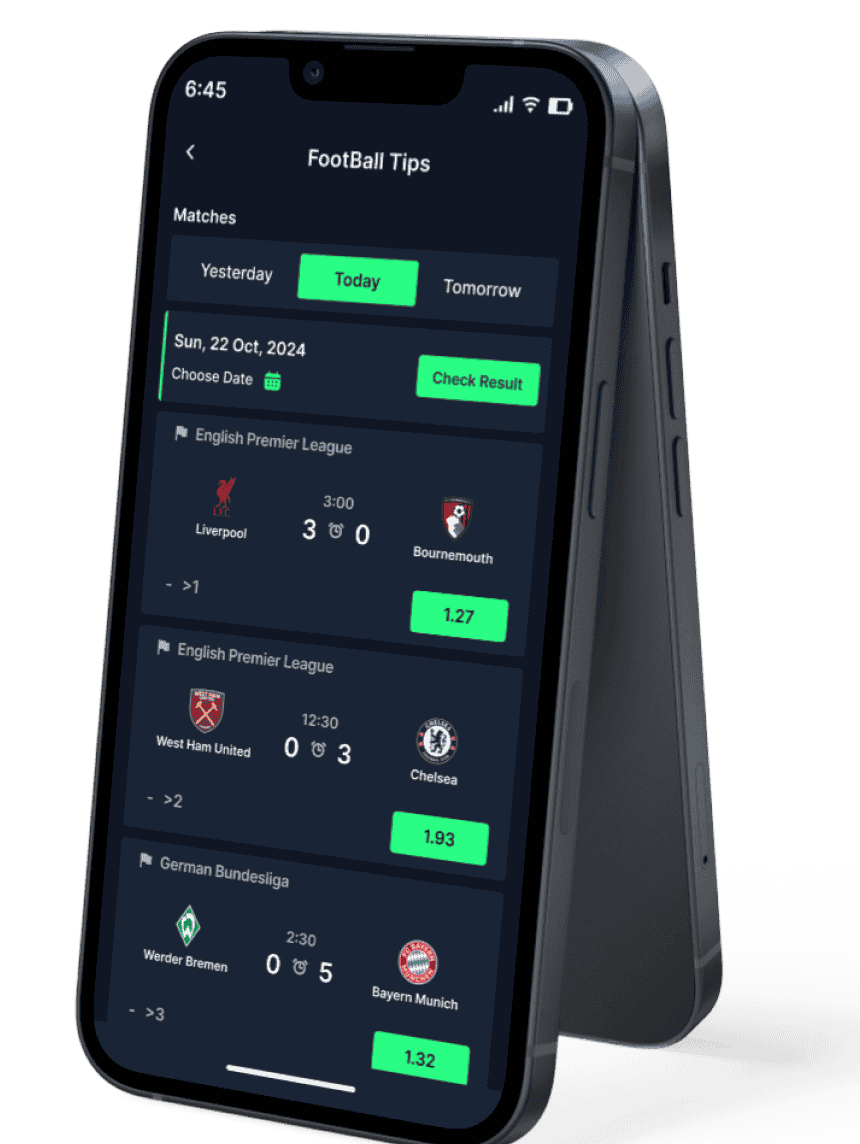 6:45
FootBall Tips
Matches
Yesterday Today Tomorrow
Sun, 22 Oct, 2024
Choose Date
Check Result
English Premier League
3:00
3 0
Liverpool
Bournemouth
- >1
1.27
English Premier League
12:30
0 3
West Ham United
Chelsea
- >2
1.93
German Bundesliga
2:30
0 5
Werder Bremen
Bayern Munich
- >3
1.32